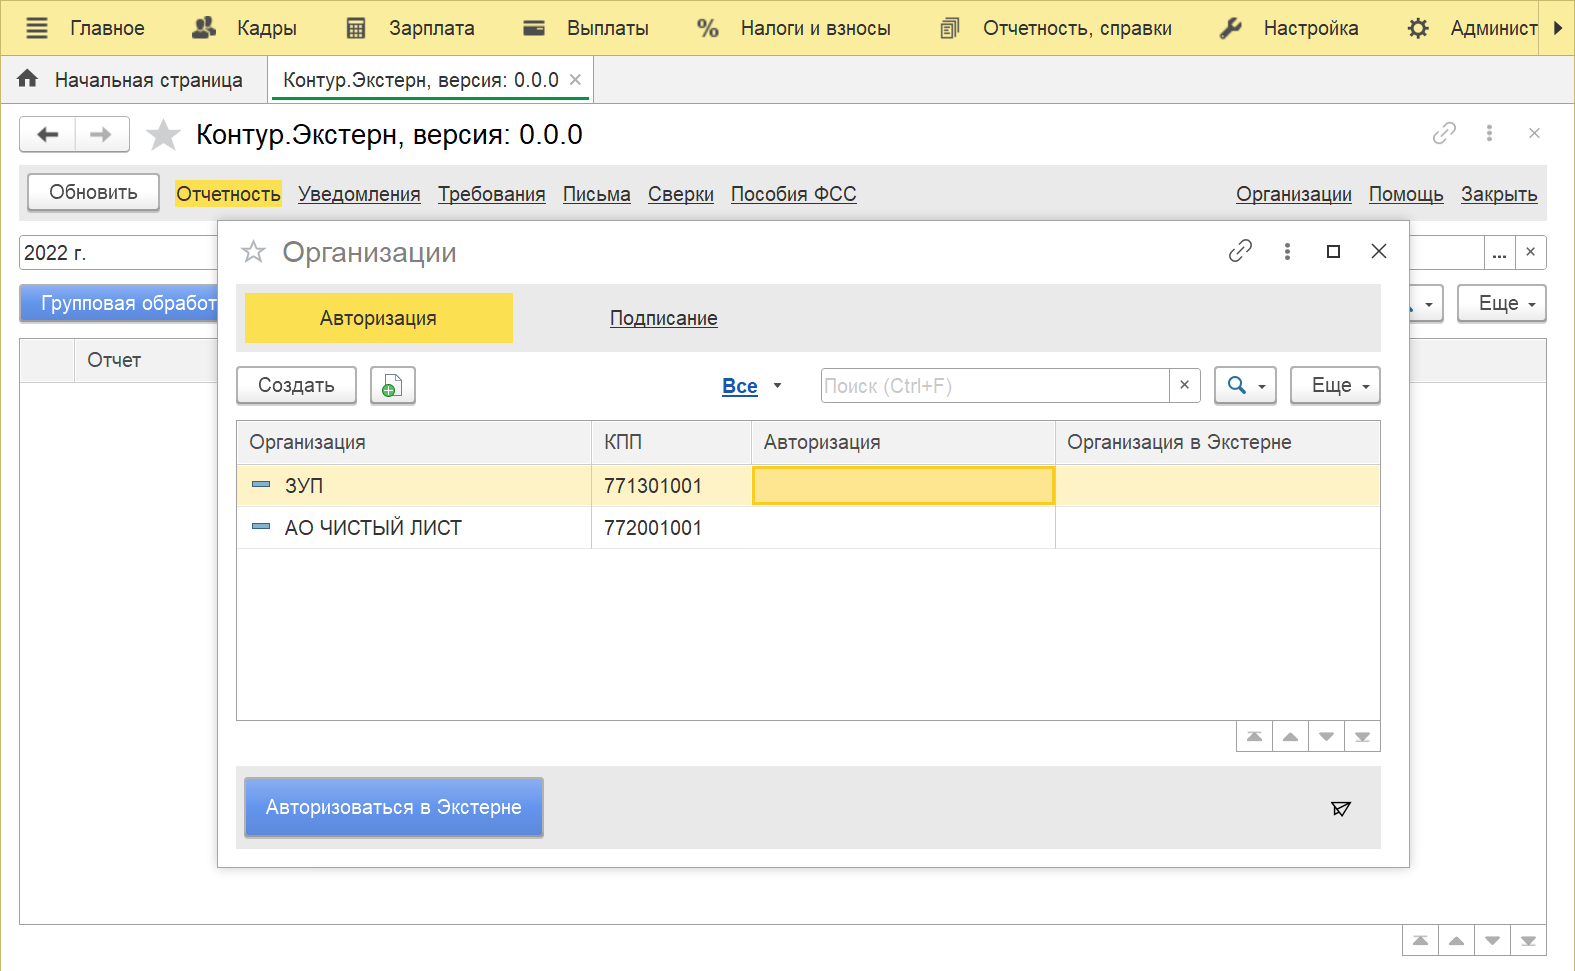 Главное Кадры Зарплата Выплаты % Налоги и взносы Отчетность, справки Настройка Админист
Начальная страница Контур.Экстерн, версия: 0.0.0
Контур.Экстерн, версия: 0.0.0
Обновить Отчетность Уведомления Требования Письма Сверки Пособия ФСС Организации Помощь Закрыть
2022 г. ...
Организации
Групповая обработ Еще
Авторизация Подписание
Отчет
Создать Все Поиск (Ctrl+F) Еще
Организация КПП Авторизация Организация в Экстерне
ЗУП 771301001
АО ЧИСТЫЙ ЛИСТ 772001001
Авторизоваться в Экстерне